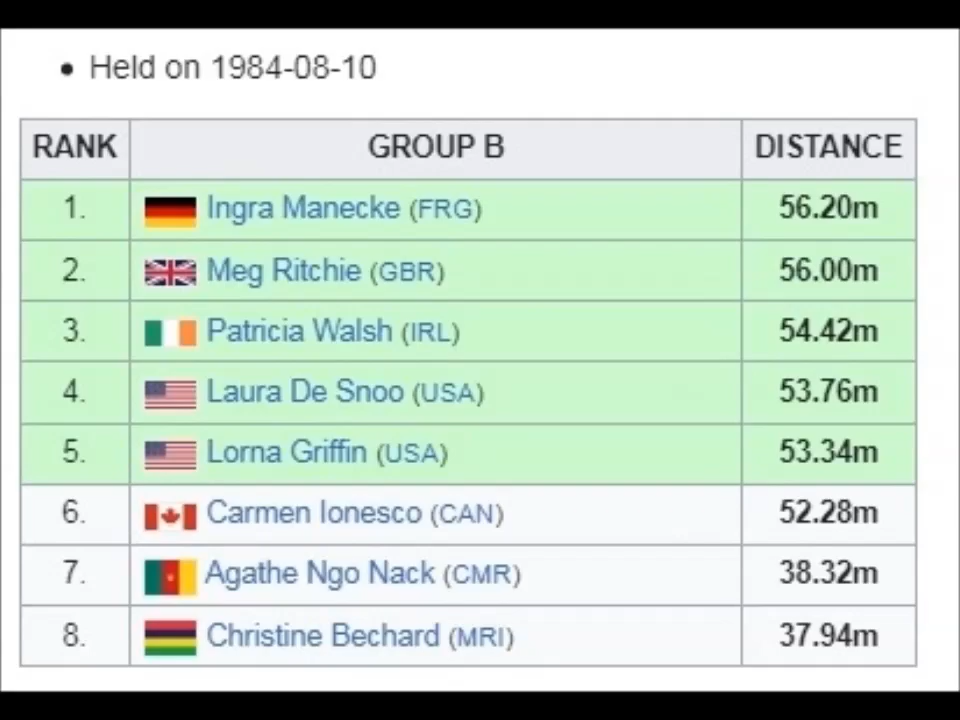 • Held on 1984-08-10
RANK GROUP B DISTANCE
1. Ingra Manecke (FRG) 56.20m
2. Meg Ritchie (GBR) 56.00m
3. Patricia Walsh (IRL) 54.42m
4. Laura De Snoo (USA) 53.76m
5. Lorna Griffin (USA) 53.34m
6. Carmen Ionesco (CAN) 52.28m
7. Agathe Ngo Nack (CMR) 38.32m
8. Christine Bechard (MRI) 37.94m